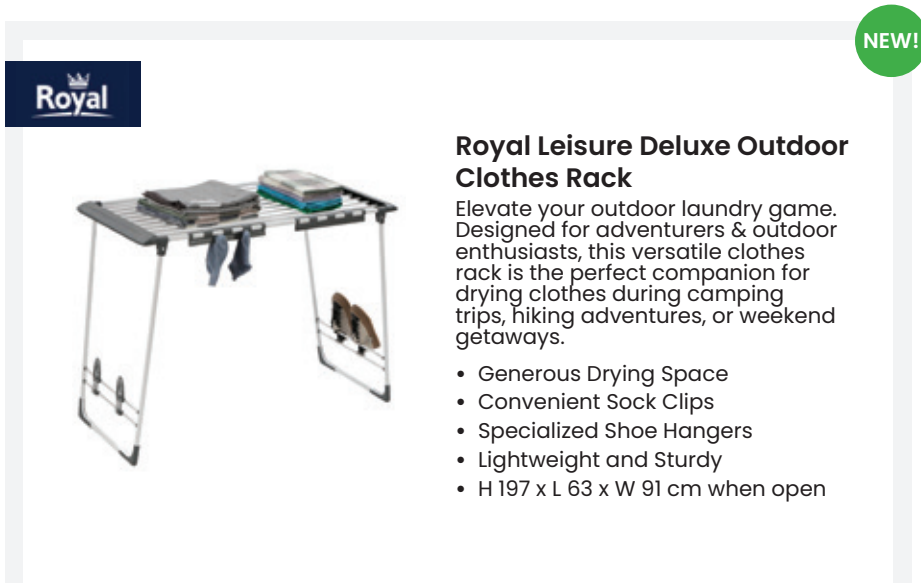 NEW!
Royal
Royal Leisure Deluxe Outdoor
Clothes Rack
Elevate your outdoor laundry game.
Designed for adventurers & outdoor
enthusiasts, this versatile clothes
rack is the perfect companion for
drying clothes during camping
trips, hiking adventures, or weekend
getaways.
• Generous Drying Space
• Convenient Sock Clips
• Specialized Shoe Hangers
• Lightweight and Sturdy
• H 197 x L 63 x W 91 cm when open